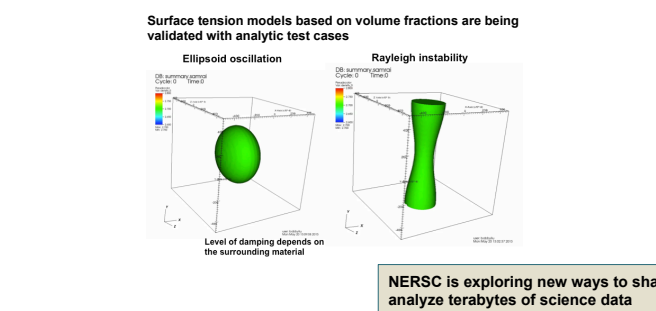 Surface tension models based on volume fractions are being
validated with analytic test cases
Ellipsoid oscillation
Rayleigh instability
DB: summary.samrai
Cycle: 0 Time:0
DB: summary.samrai
Cycle: 0 Time:0
Level of damping depends on
the surrounding material
NERSC is exploring new ways to sha
analyze terabytes of science data